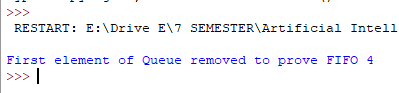 >>>
RESTART: E:\Drive E\7 SEMESTER\Artificial Intell
First element of Queue removed to prove FIFO 4
>>>